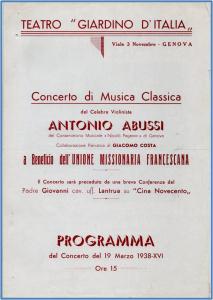 TEATRO "GIARDINO D'ITALIA„
Viale 3 Novembre - GENOVA
Concerto di Musica Classica
del Celebre Violinista
ANTONIO ABUSSI
del Conservatorio Musicale «Nicolò Paganini» di Genova
Collaborazione Pianistica di GIACOMO COSTA
a Beneficio dell'UNIONE MISSIONARIA FRANCESCANA
Il Concerto sarà preceduto da una breve Conferenza del
Padre Giovanni cav. uff. Lantrua su "Cina Novecento„
PROGRAMMA
del Concerto del 19 Marzo 1938-XVI
Ore 15